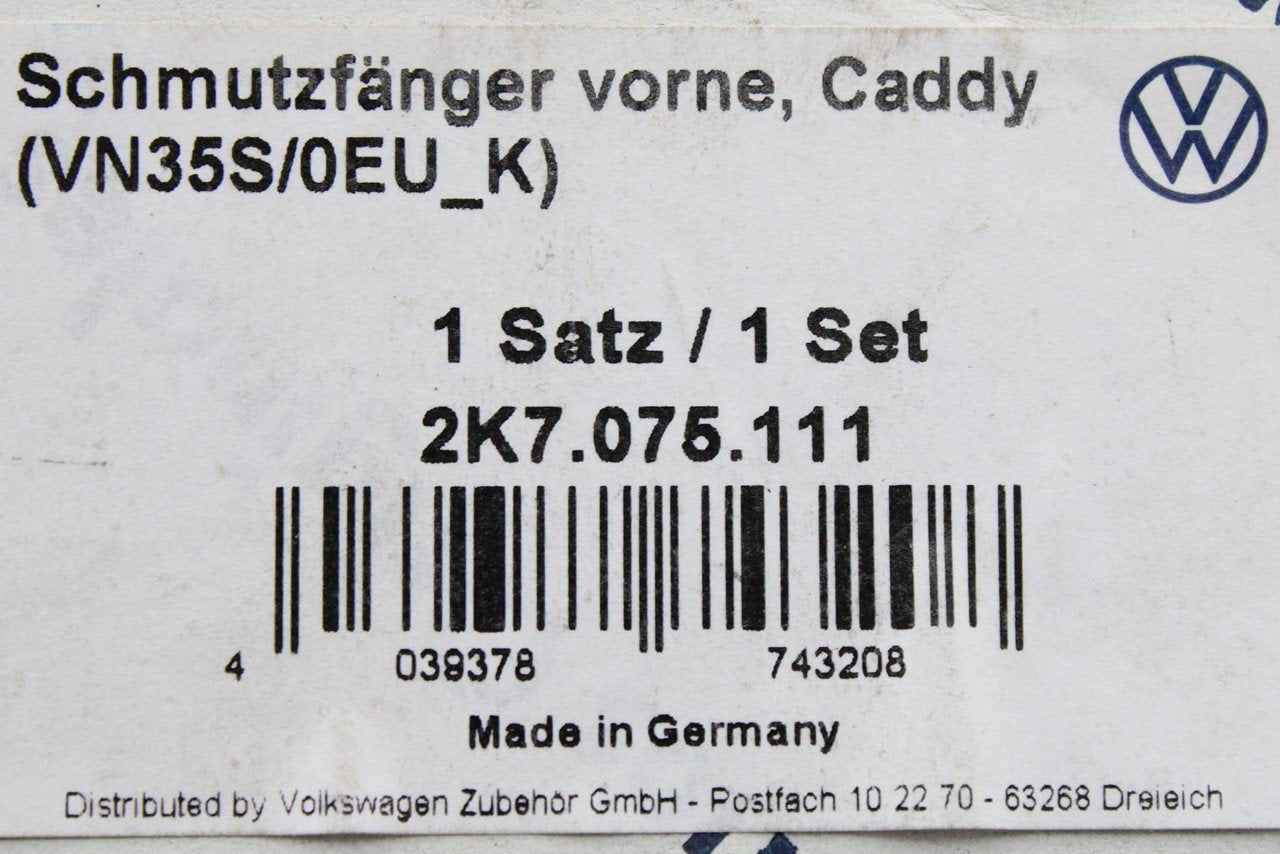 Schmutzfänger vorne, Caddy
(VN35S/0EU_K)
1 Satz / 1 Set
2K7.075.111
4 039378 743208
Made in Germany
Distributed by Volkswagen Zubehör GmbH - Postfach 10 22 70 - 63268 Dreieich